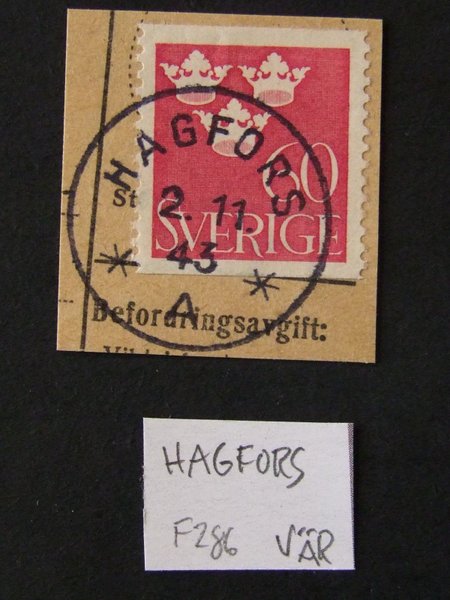 HAGFORS
60
St
2.11.
SVERIGE
43
* *
A
Befordringsavgift:
HAGFORS
F286 VÄR